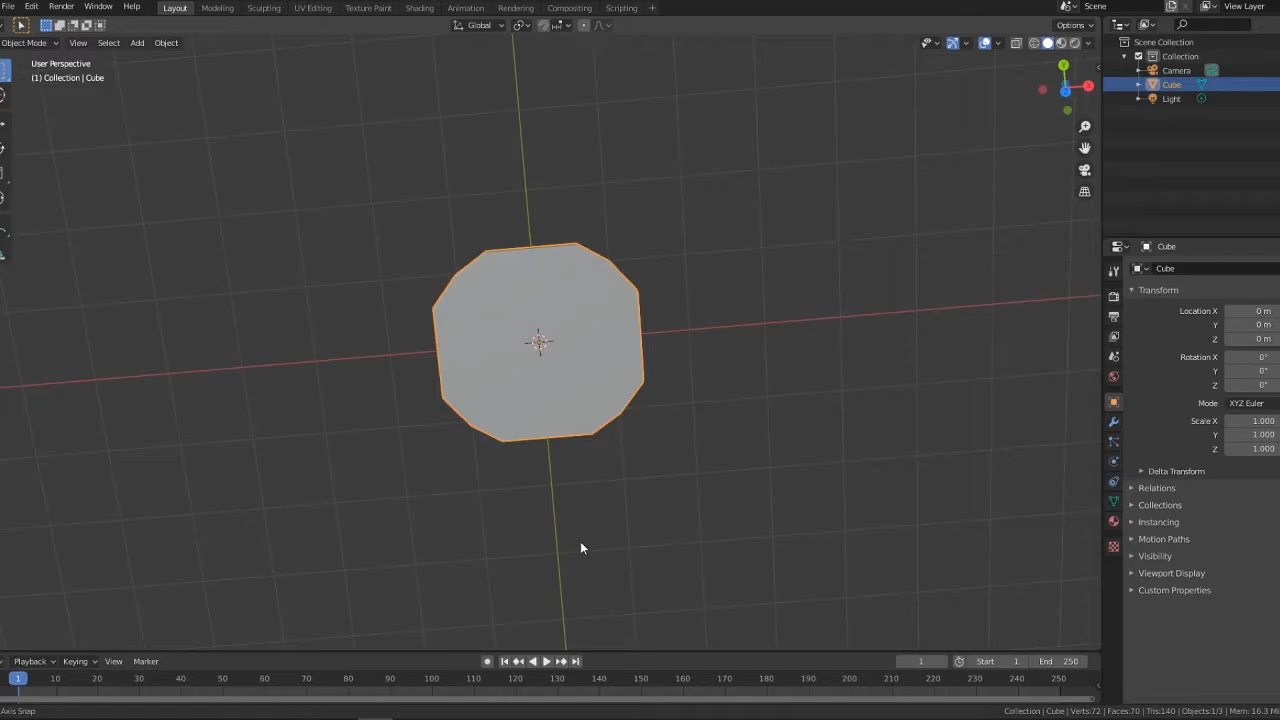 File Edit Render Window Help Layout Modeling Sculpting UV Editing Texture Paint Shading Animation Rendering Compositing Scripting + Scene View Layer
Global Options
Object Mode View Select Add Object
User Perspective
(1) Collection | Cube
Scene Collection
Collection
Camera
Cube
Light
Y
X
Z
Cube
Cube
Transform
Location X 0 m
Y 0 m
Z 0 m
Rotation X 0°
Y 0°
Z 0°
Mode XYZ Euler
Scale X 1.000
Y 1.000
Z 1.000
Delta Transform
Relations
Collections
Instancing
Motion Paths
Visibility
Viewport Display
Custom Properties
Playback Keying View Marker 1 Start 1 End 250
1 10 20 30 40 50 60 70 80 90 100 110 120 130 140 150 160 170 180 190 200 210 220 230 240 250
Axis Snap Collection | Cube | Verts:72 | Faces:70 | Tris:140 | Objects:1/3 | Mem: 16.3 M